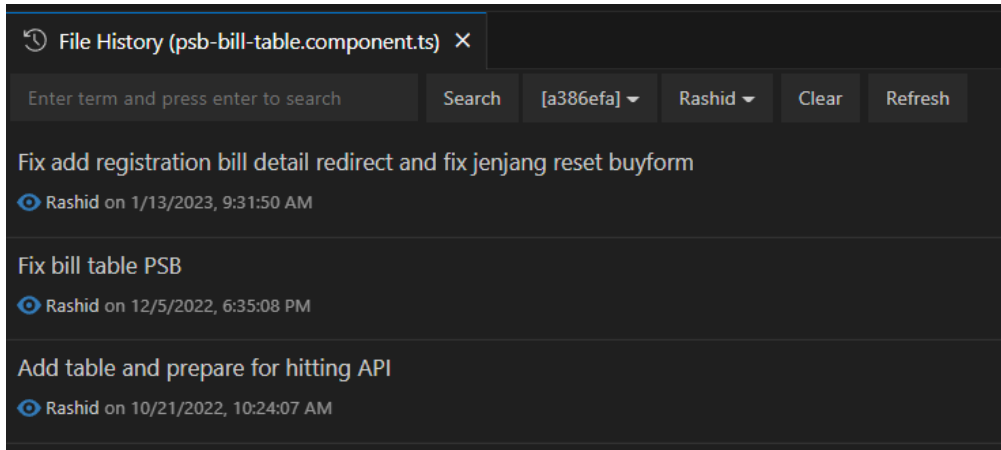 File History (psb-bill-table.component.ts)
Enter term and press enter to search Search [a386efa] Rashid Clear Refresh
Fix add registration bill detail redirect and fix jenjang reset buyform
Rashid on 1/13/2023, 9:31:50 AM
Fix bill table PSB
Rashid on 12/5/2022, 6:35:08 PM
Add table and prepare for hitting API
Rashid on 10/21/2022, 10:24:07 AM